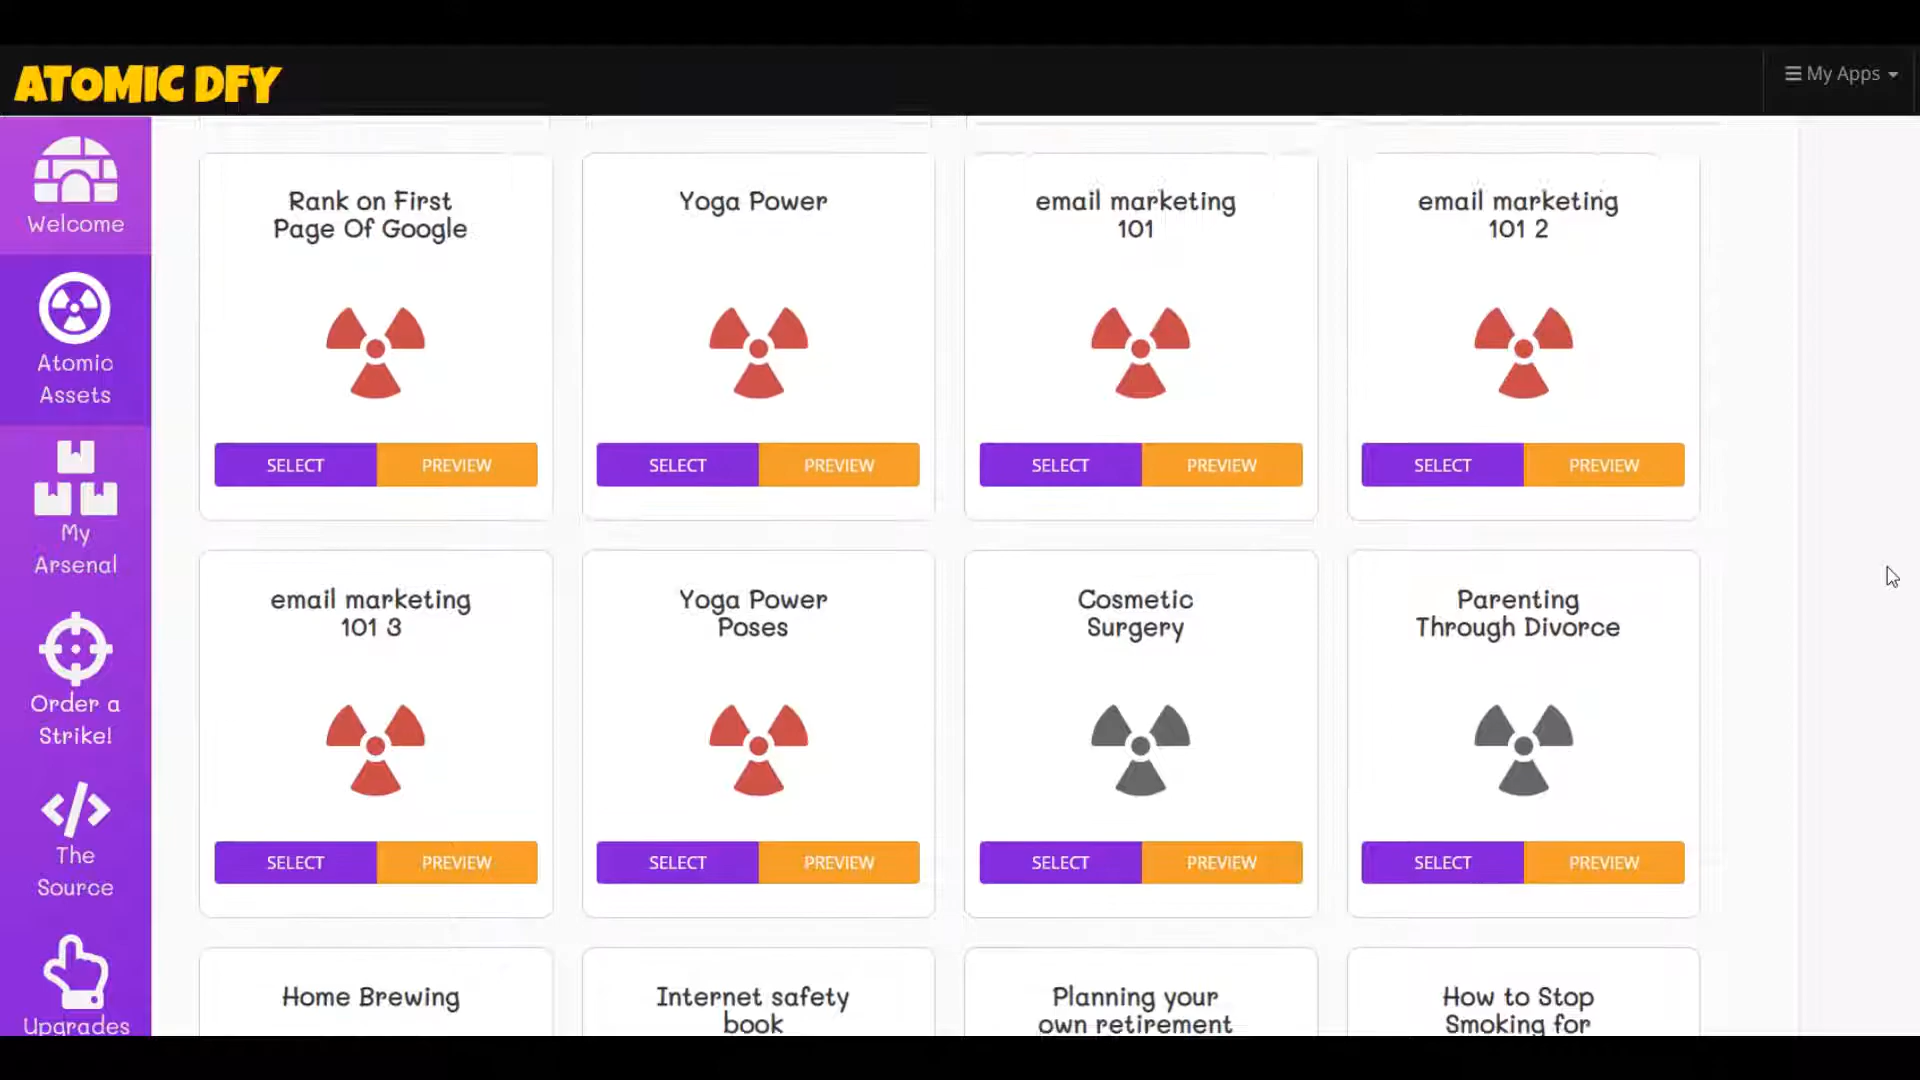 ATOMIC DFY
My Apps
Welcome
Atomic
Assets
My
Arsenal
Order a
Strike!
The
Source
Upgrades
Rank on First
Page Of Google
SELECT
PREVIEW
Yoga Power
SELECT
PREVIEW
email marketing
101
SELECT
PREVIEW
email marketing
101 2
SELECT
PREVIEW
email marketing
101 3
SELECT
PREVIEW
Yoga Power
Poses
SELECT
PREVIEW
Cosmetic
Surgery
SELECT
PREVIEW
Parenting
Through Divorce
SELECT
PREVIEW
Home Brewing
Internet safety
book
Planning your
own retirement
How to Stop
Smoking for